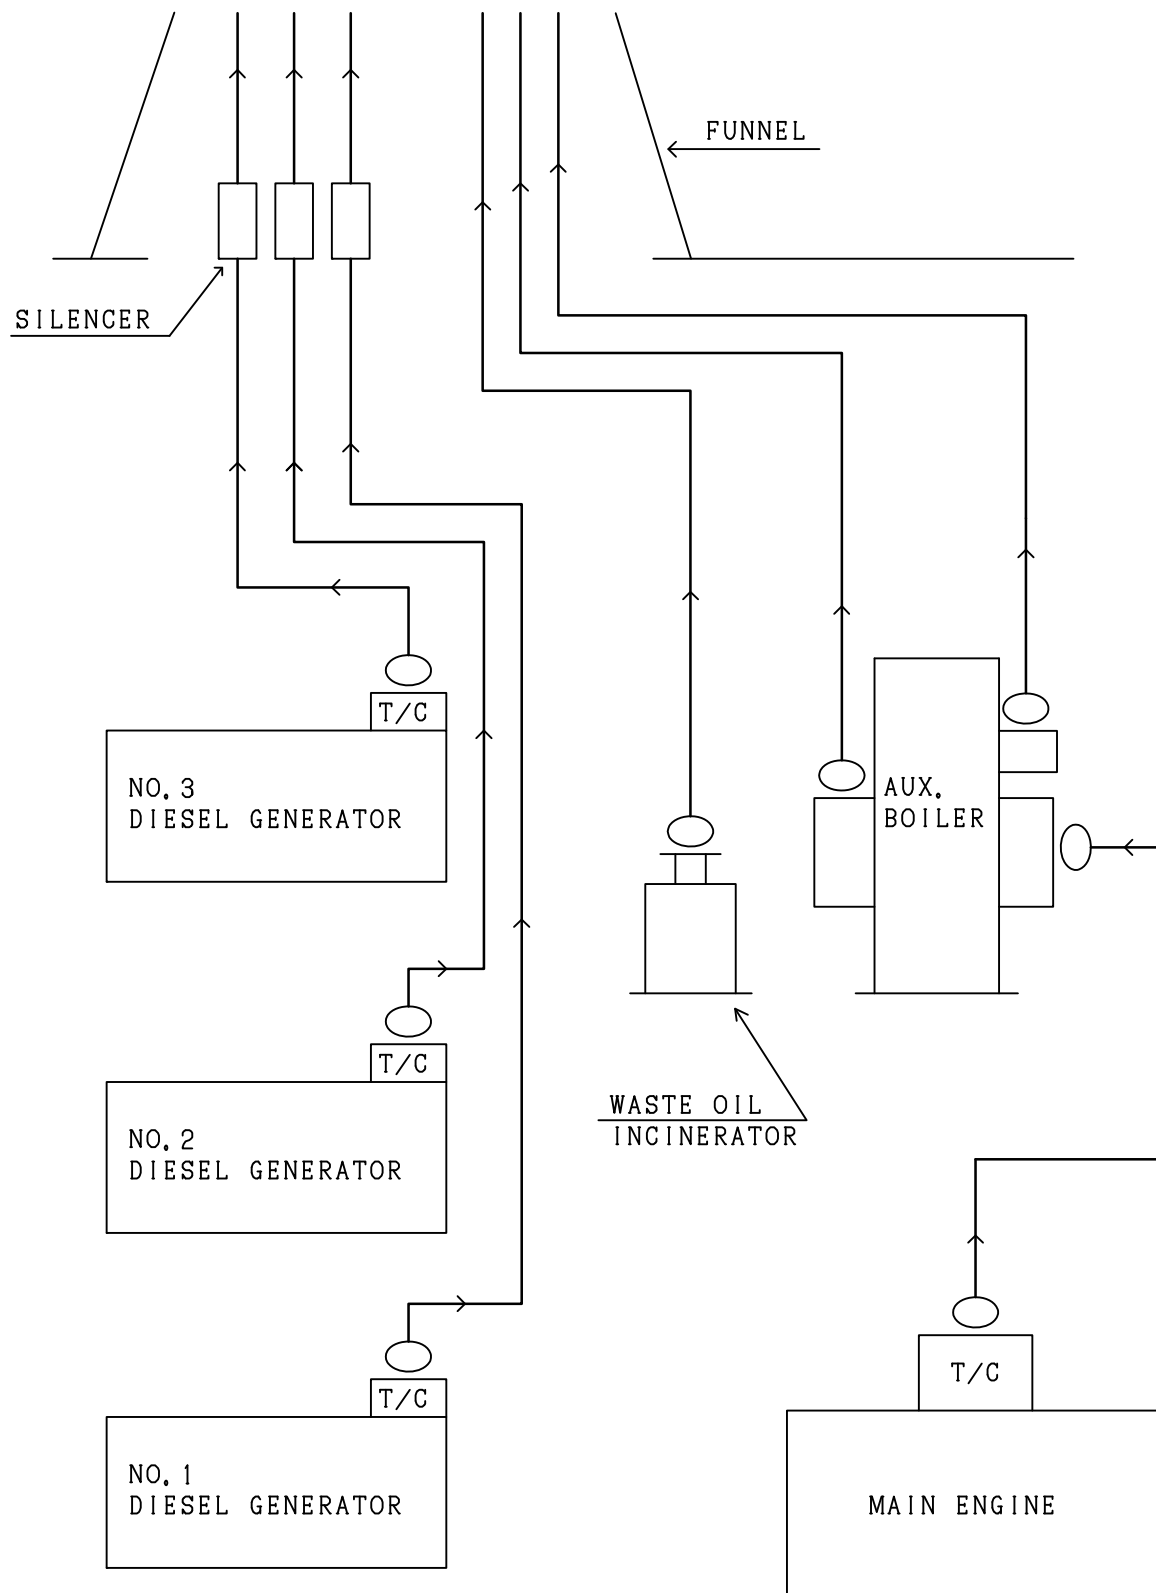 FUNNEL
SILENCER
T/C
NO. 3
DIESEL GENERATOR
AUX.
BOILER
T/C
NO. 2
DIESEL GENERATOR
WASTE OIL
INCINERATOR
T/C
NO. 1
DIESEL GENERATOR
T/C
MAIN ENGINE